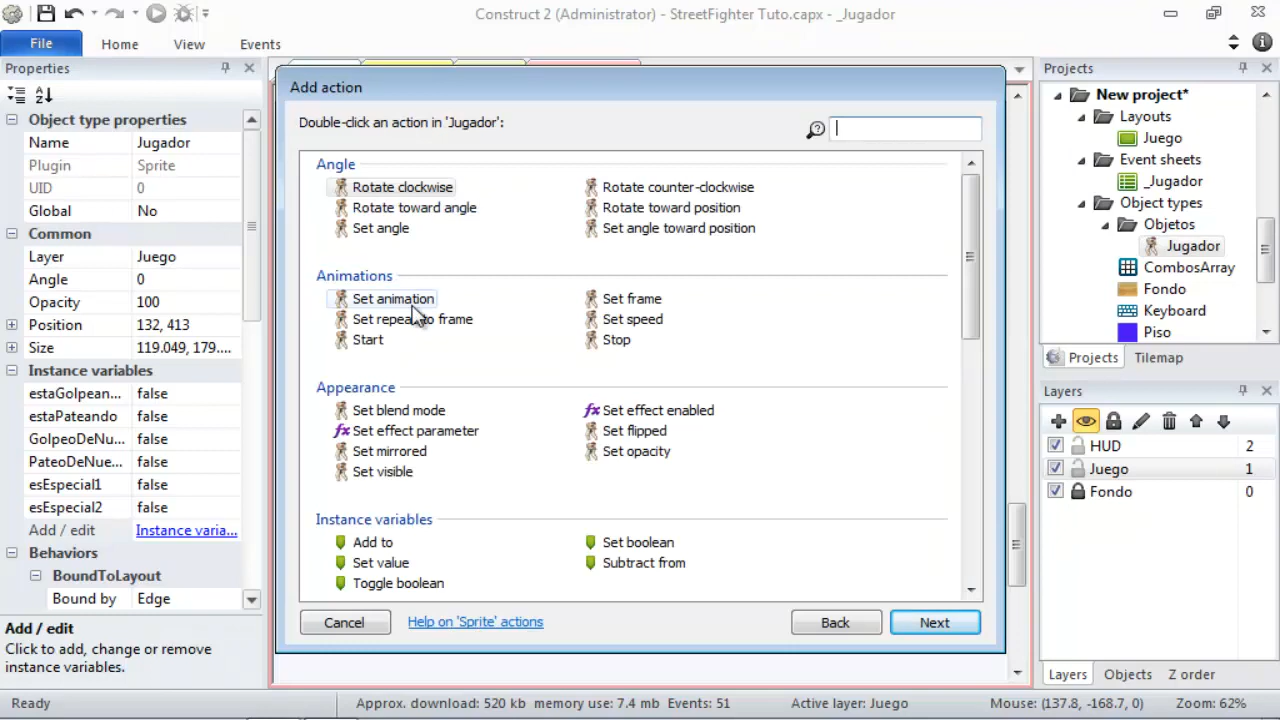 Construct 2 (Administrator) - StreetFighter Tuto.capx - _Jugador
File
Home
View
Events
Properties
Object type properties
Name Jugador
Plugin Sprite
UID 0
Global No
Common
Layer Juego
Angle 0
Opacity 100
Position 132, 413
Size 119.049, 179....
Instance variables
estaGolpean... false
estaPateando false
GolpeoDeNu... false
PateoDeNue... false
esEspecial1 false
esEspecial2 false
Add / edit Instance varia...
Behaviors
BoundToLayout
Bound by Edge
Add / edit
Click to add, change or remove
instance variables.
Add action
Double-click an action in 'Jugador':
Angle
Rotate clockwise Rotate counter-clockwise
Rotate toward angle Rotate toward position
Set angle Set angle toward position
Animations
Set animation Set frame
Set repeat to frame Set speed
Start Stop
Appearance
Set blend mode Set effect enabled
Set effect parameter Set flipped
Set mirrored Set opacity
Set visible
Instance variables
Add to Set boolean
Set value Subtract from
Toggle boolean
Cancel
Help on 'Sprite' actions
Back
Next
Projects
New project*
Layouts
Juego
Event sheets
_Jugador
Object types
Objetos
Jugador
CombosArray
Fondo
Keyboard
Piso
Projects Tilemap
Layers
HUD 2
Juego 1
Fondo 0
Layers Objects Z order
Ready
Approx. download: 520 kb memory use: 7.4 mb Events: 51
Active layer: Juego
Mouse: (137.8, -168.7, 0)
Zoom: 62%